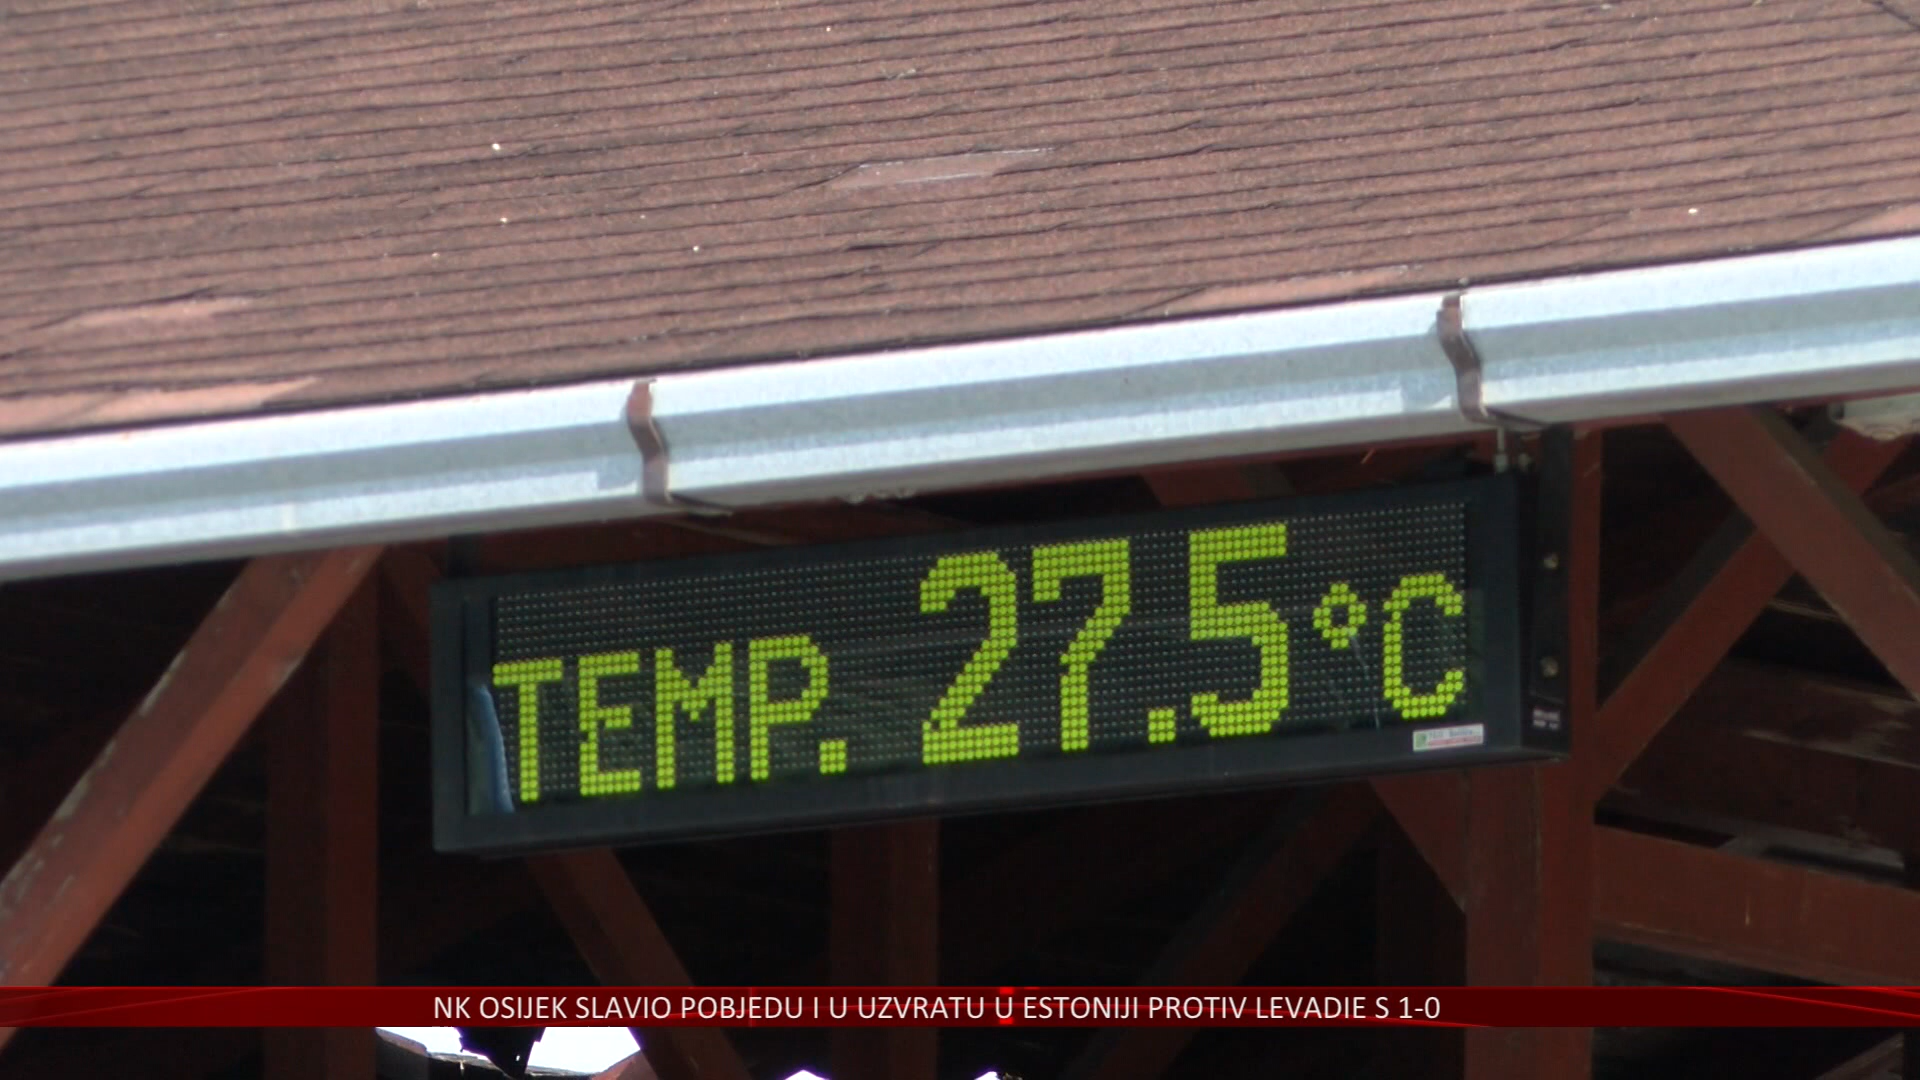 TEMP. 27.5°C
NK OSIJEK SLAVIO POBJEDU I U UZVRATU U ESTONIJI PROTIV LEVADIE S 1-0